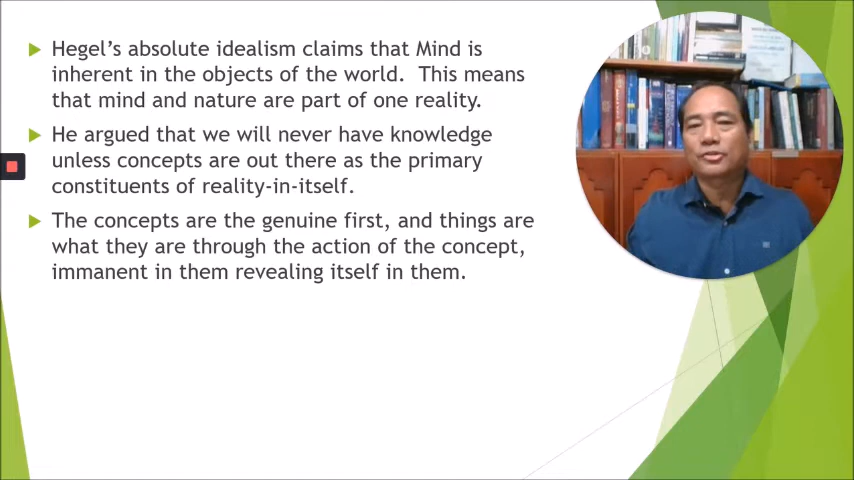 Hegel's absolute idealism claims that Mind is
inherent in the objects of the world.  This means
that mind and nature are part of one reality.
He argued that we will never have knowledge
unless concepts are out there as the primary
constituents of reality-in-itself.
The concepts are the genuine first, and things are
what they are through the action of the concept,
immanent in them revealing itself in them.